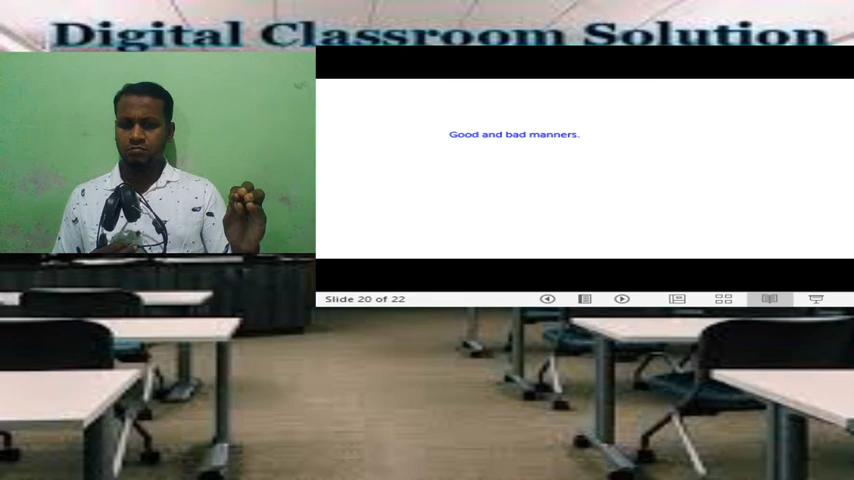 Digital Classroom Solution
Good and bad manners.
Slide 20 of 22